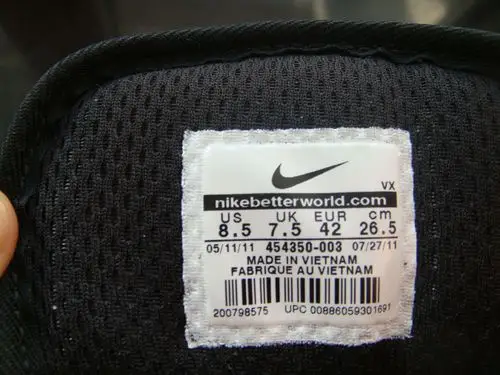 VX
nikebetterworld.com
US UK EUR cm
8.5 7.5 42 26.5
05/11/11 454350-003 07/27/11
MADE IN VIETNAM
FABRIQUE AU VIETNAM
200798575 UPC 00886059301691